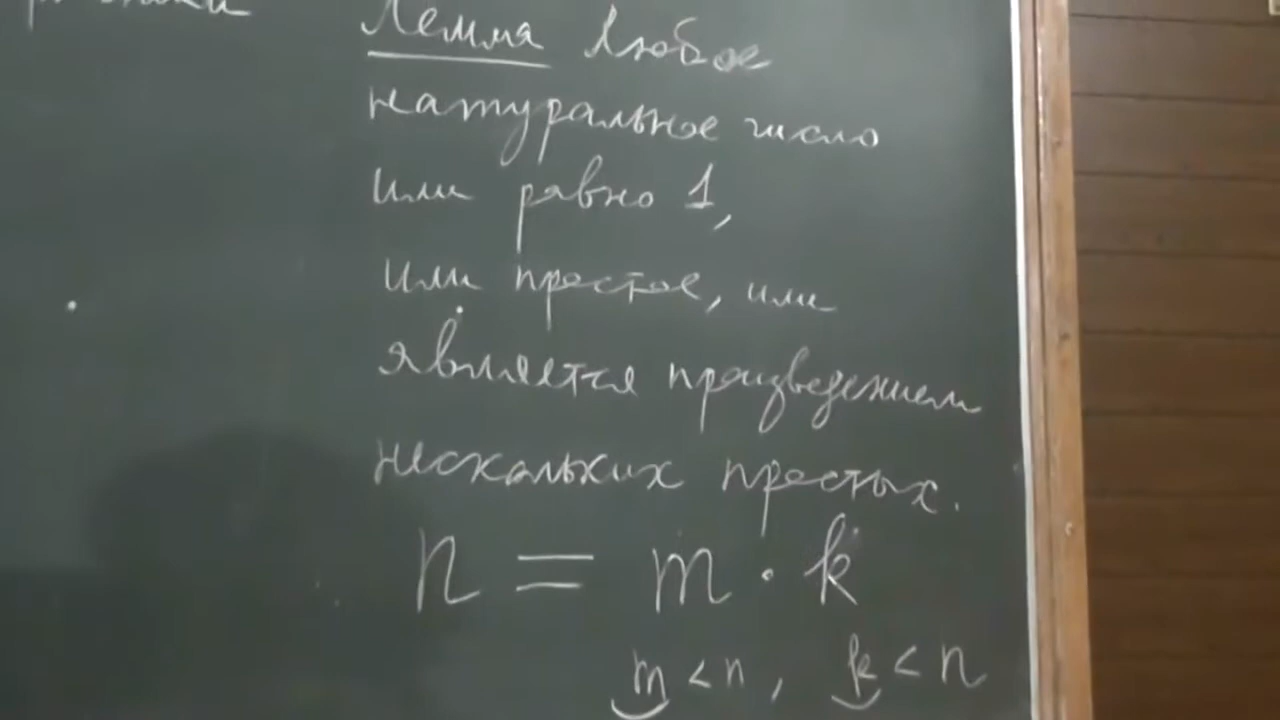 Лемма Любое
натуральное число
или равно 1,
или простое, или
является произведением
нескольких простых.
n = m · k
m < n, k < n